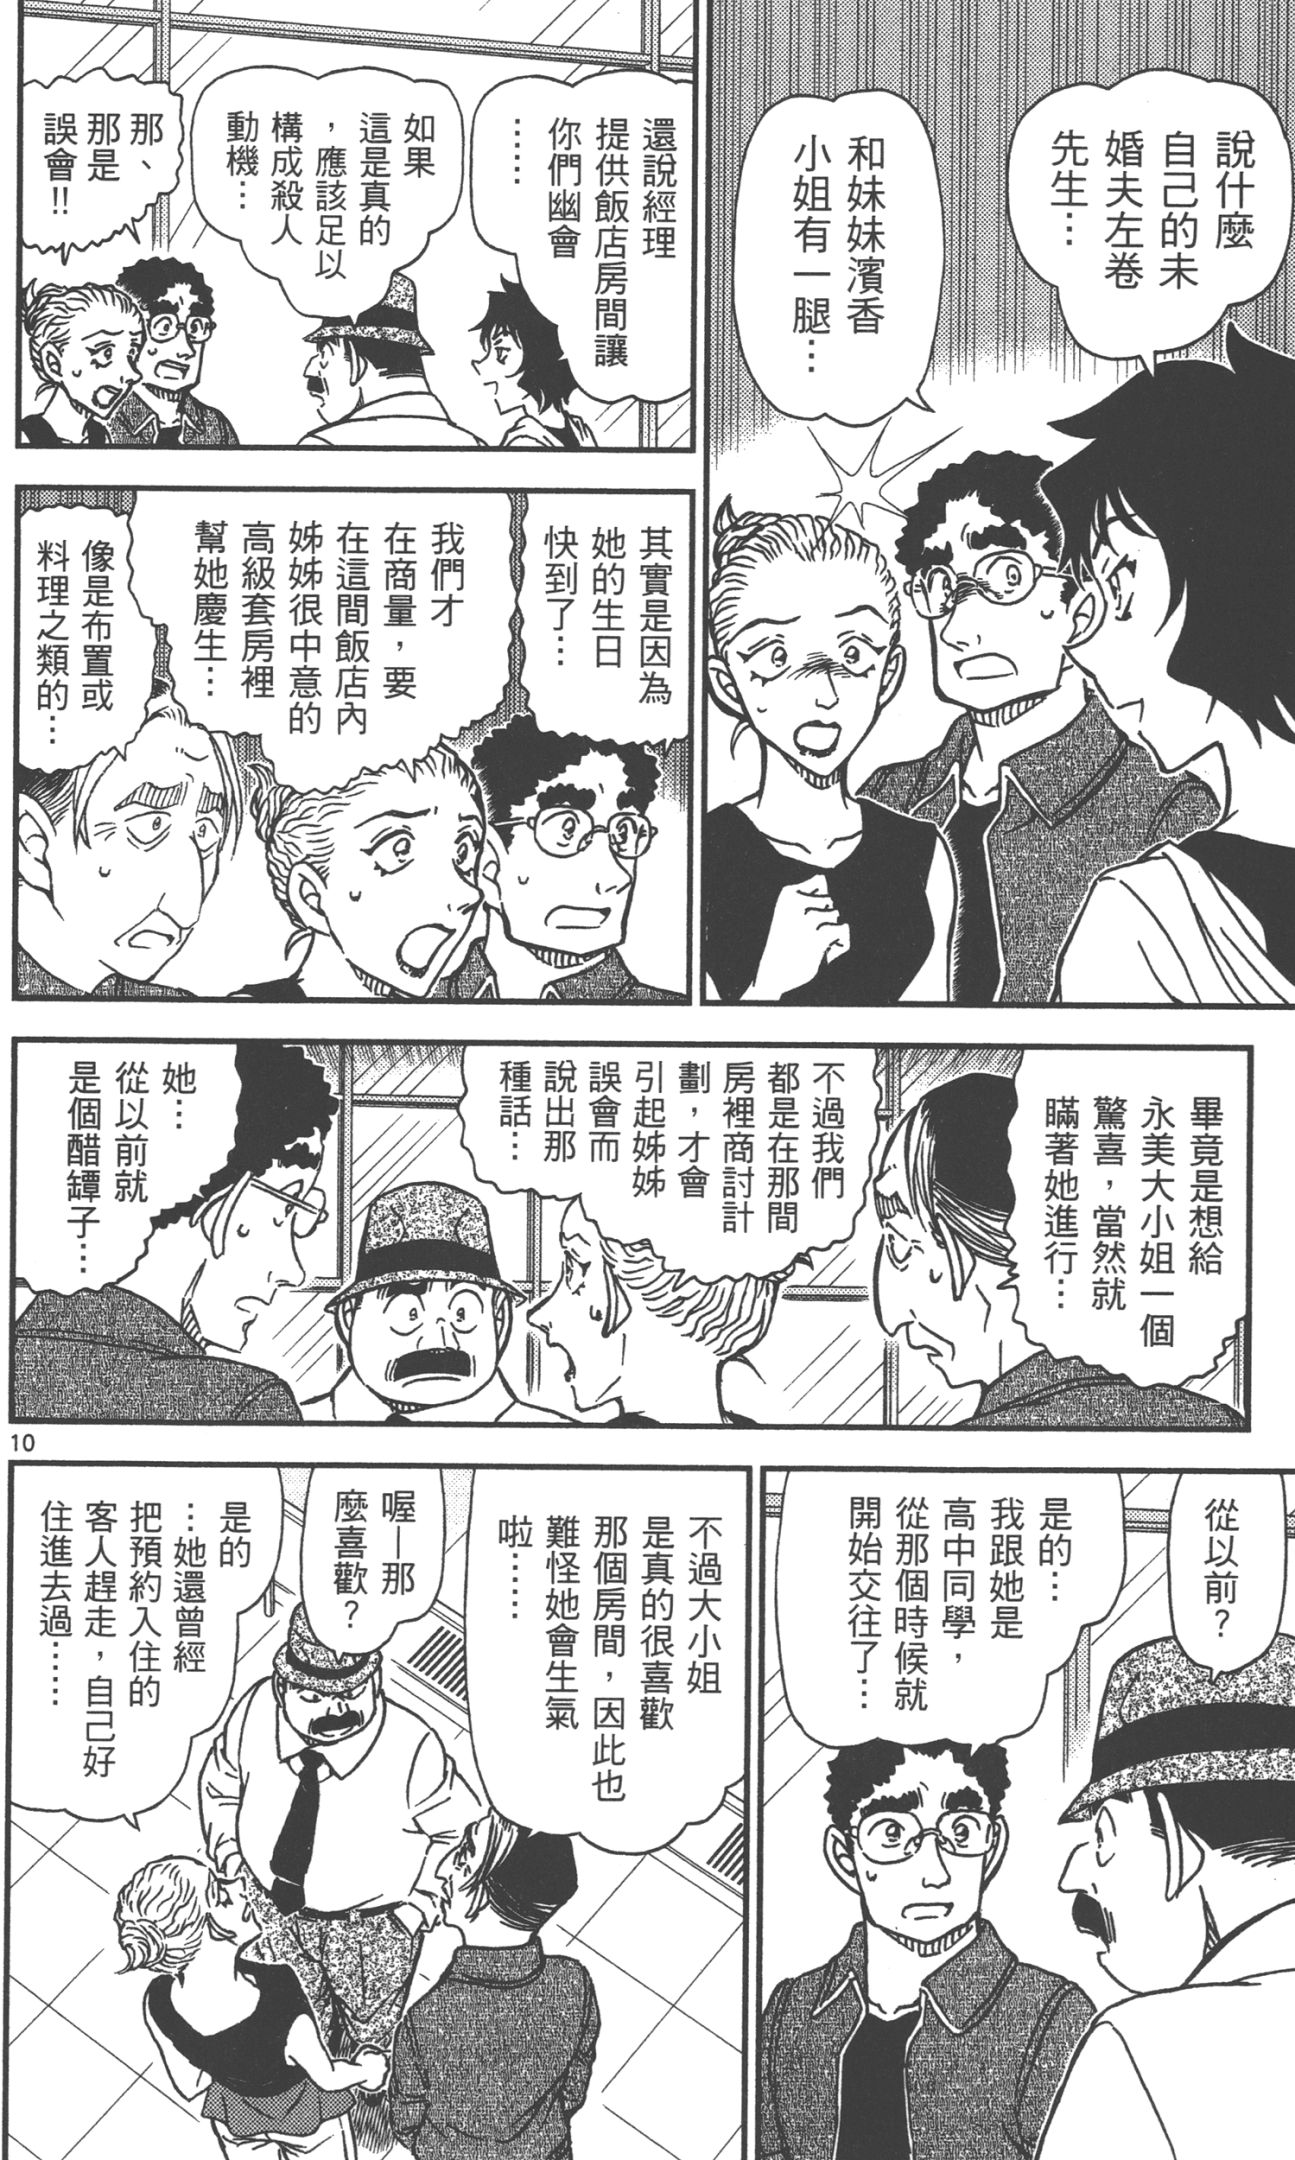 說什麼
自己的未
婚夫左卷
先生…
和妹妹濱香
小姐有一腿…
還說經理
提供飯店房間讓
你們幽會
……
如果
這是真的
，應該足以
構成殺人
動機…
那、
那是
誤會!!
其實是因為
她的生日
快到了…
我們才
在商量，要
在這間飯店內
姊姊很中意的
高級套房裡
幫她慶生…
像是布置或
料理之類的…
畢竟是想給
永美大小姐一個
驚喜，當然就
瞞著她進行…
不過我們
都是在那間
房裡商討計
劃，才會
引起姊姊
誤會而
說出那
種話…
她…
從以前就
是個醋罈子…
10
從以前？
是的…
我跟她是
高中同學，
從那個時候就
開始交往了…
不過大小姐
是真的很喜歡
那個房間，因此也
難怪她會生氣
啦……
喔—那
麼喜歡？
是的
…她還曾經
把預約入住的
客人趕走，自己好
住進去過……